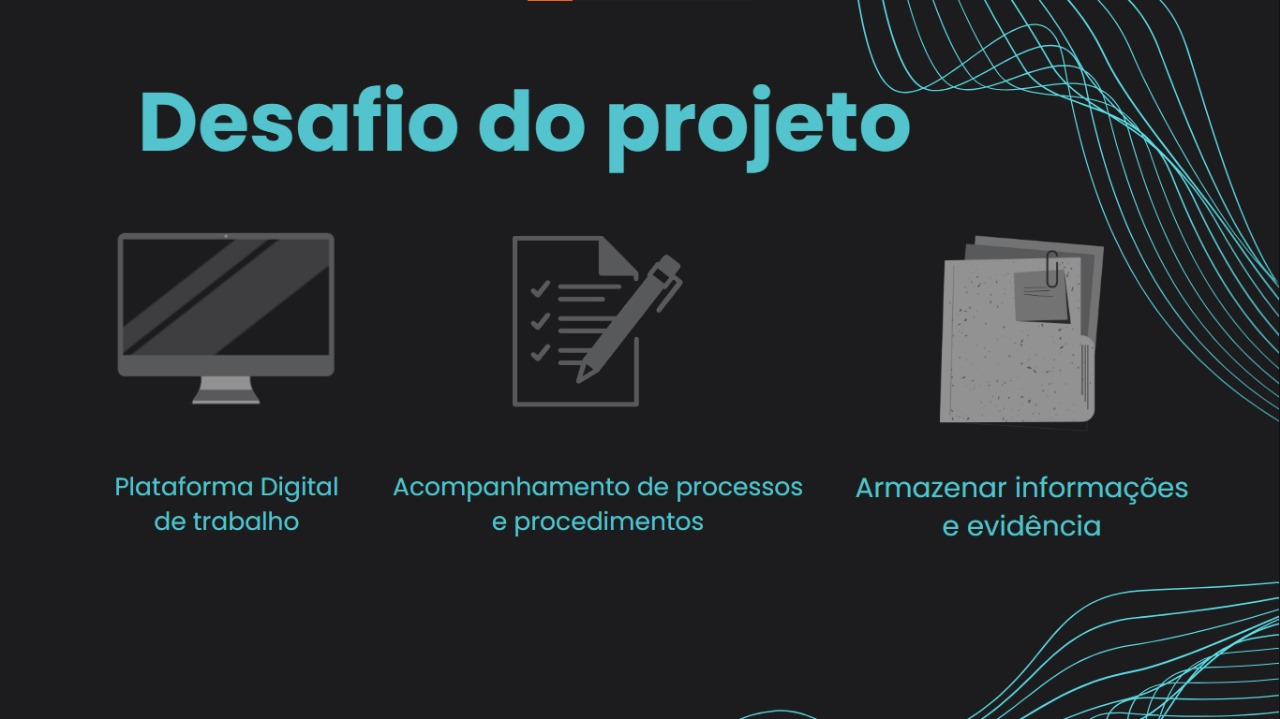 Desafio do projeto
Plataforma Digital
de trabalho
Acompanhamento de processos
e procedimentos
Armazenar informações
e evidência